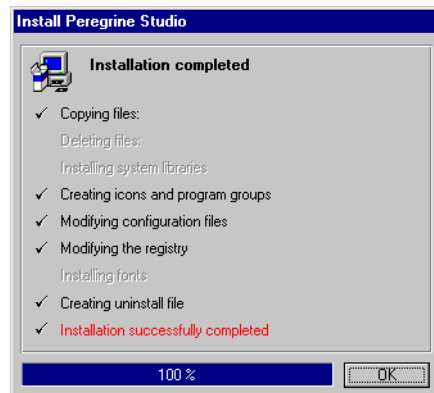 Install Peregrine Studio
Installation completed
Copying files:
Deleting files:
Installing system libraries
Creating icons and program groups
Modifying configuration files
Modifying the registry
Installing fonts
Creating uninstall file
Installation successfully completed
100 %
OK